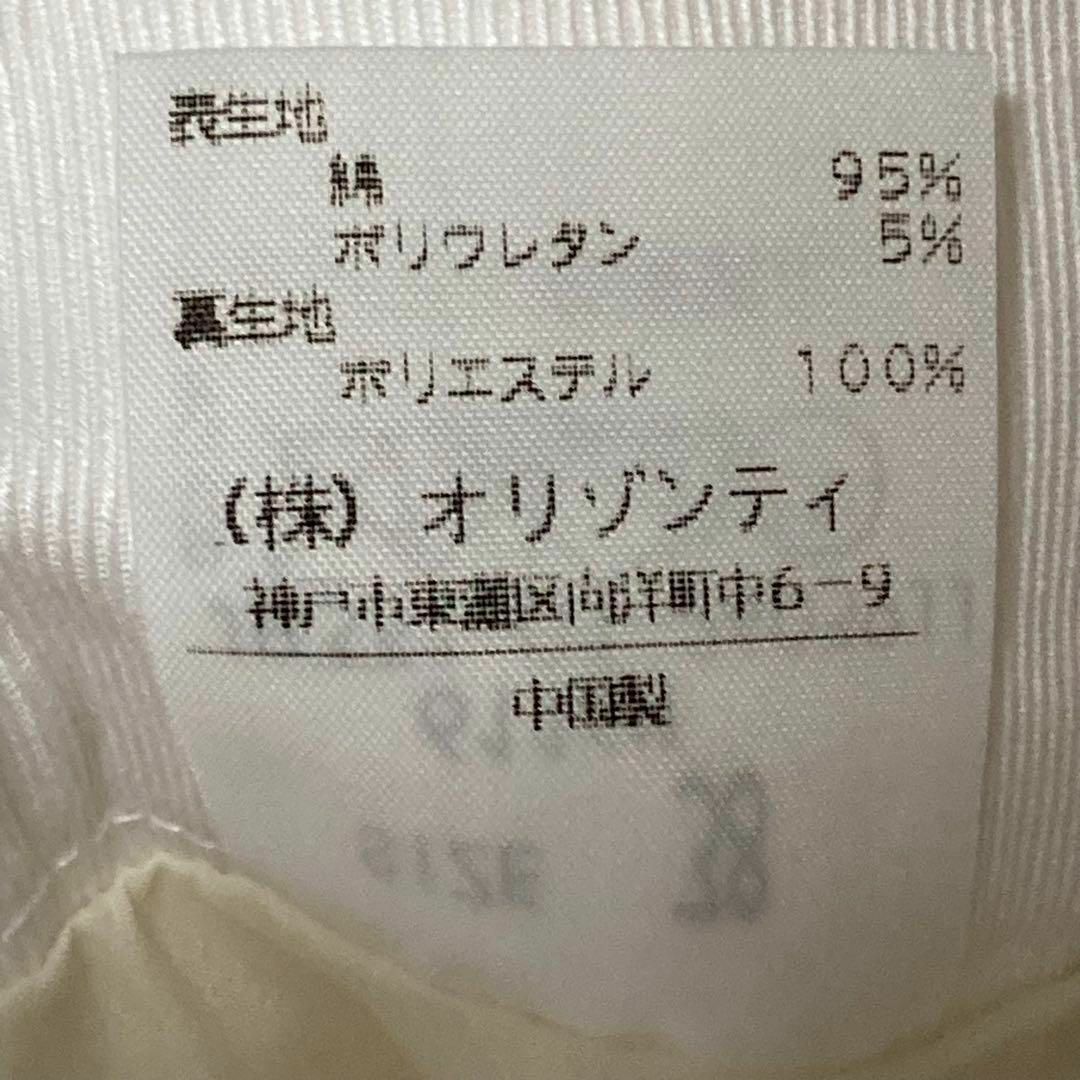 表生地
綿 95%
ポリウレタン 5%
裏生地
ポリエステル 100%
(株) オリゾンティ
神戸市東灘区向洋町中6-9
中国製
SIZE